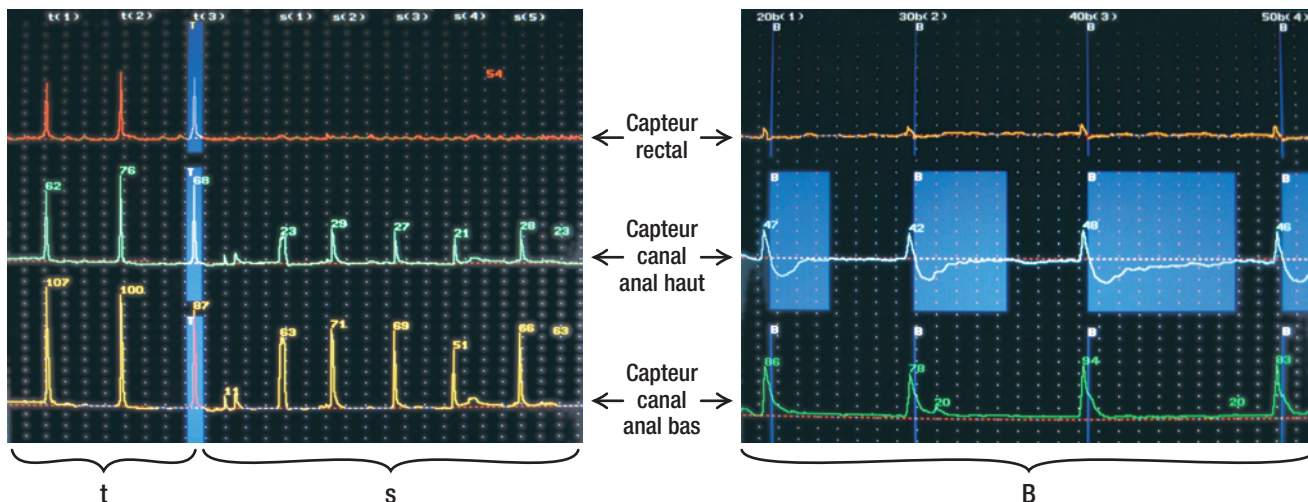 t(1) t(2) t(3) s(1) s(2) s(3) s(4) s(5)
T
54
62 76 T 68 23 29 27 21 28 23
107 100 87 T 11 63 71 69 51 66 63
t s
Capteur
rectal
Capteur
canal
anal haut
Capteur
canal
anal bas
20b(1) 30b(2) 40b(3) 50b(4)
B B B B
B B B B
47 42 48 46
B B B B
86 78 20 94 20 83
B